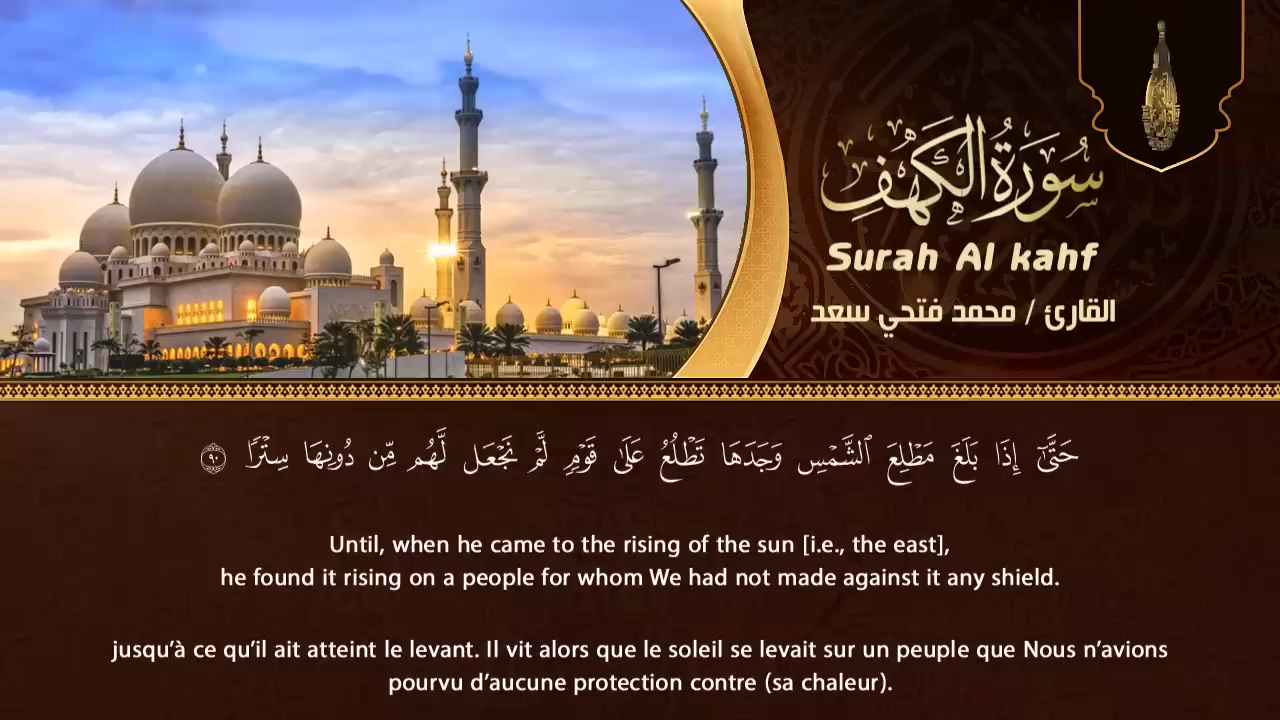 سُورَةُ الكَهْفِ
Surah Al kahf
القارئ / محمد فتحي سعد
حَتَّىٰٓ إِذَا بَلَغَ مَطْلِعَ ٱلشَّمْسِ وَجَدَهَا تَطْلُعُ عَلَىٰ قَوْمٍ لَّمْ نَجْعَل لَّهُم مِّن دُونِهَا سِتْرًا ٩٠
Until, when he came to the rising of the sun [i.e., the east],
he found it rising on a people for whom We had not made against it any shield.
jusqu’à ce qu’il ait atteint le levant. Il vit alors que le soleil se levait sur un peuple que Nous n’avions
pourvu d’aucune protection contre (sa chaleur).